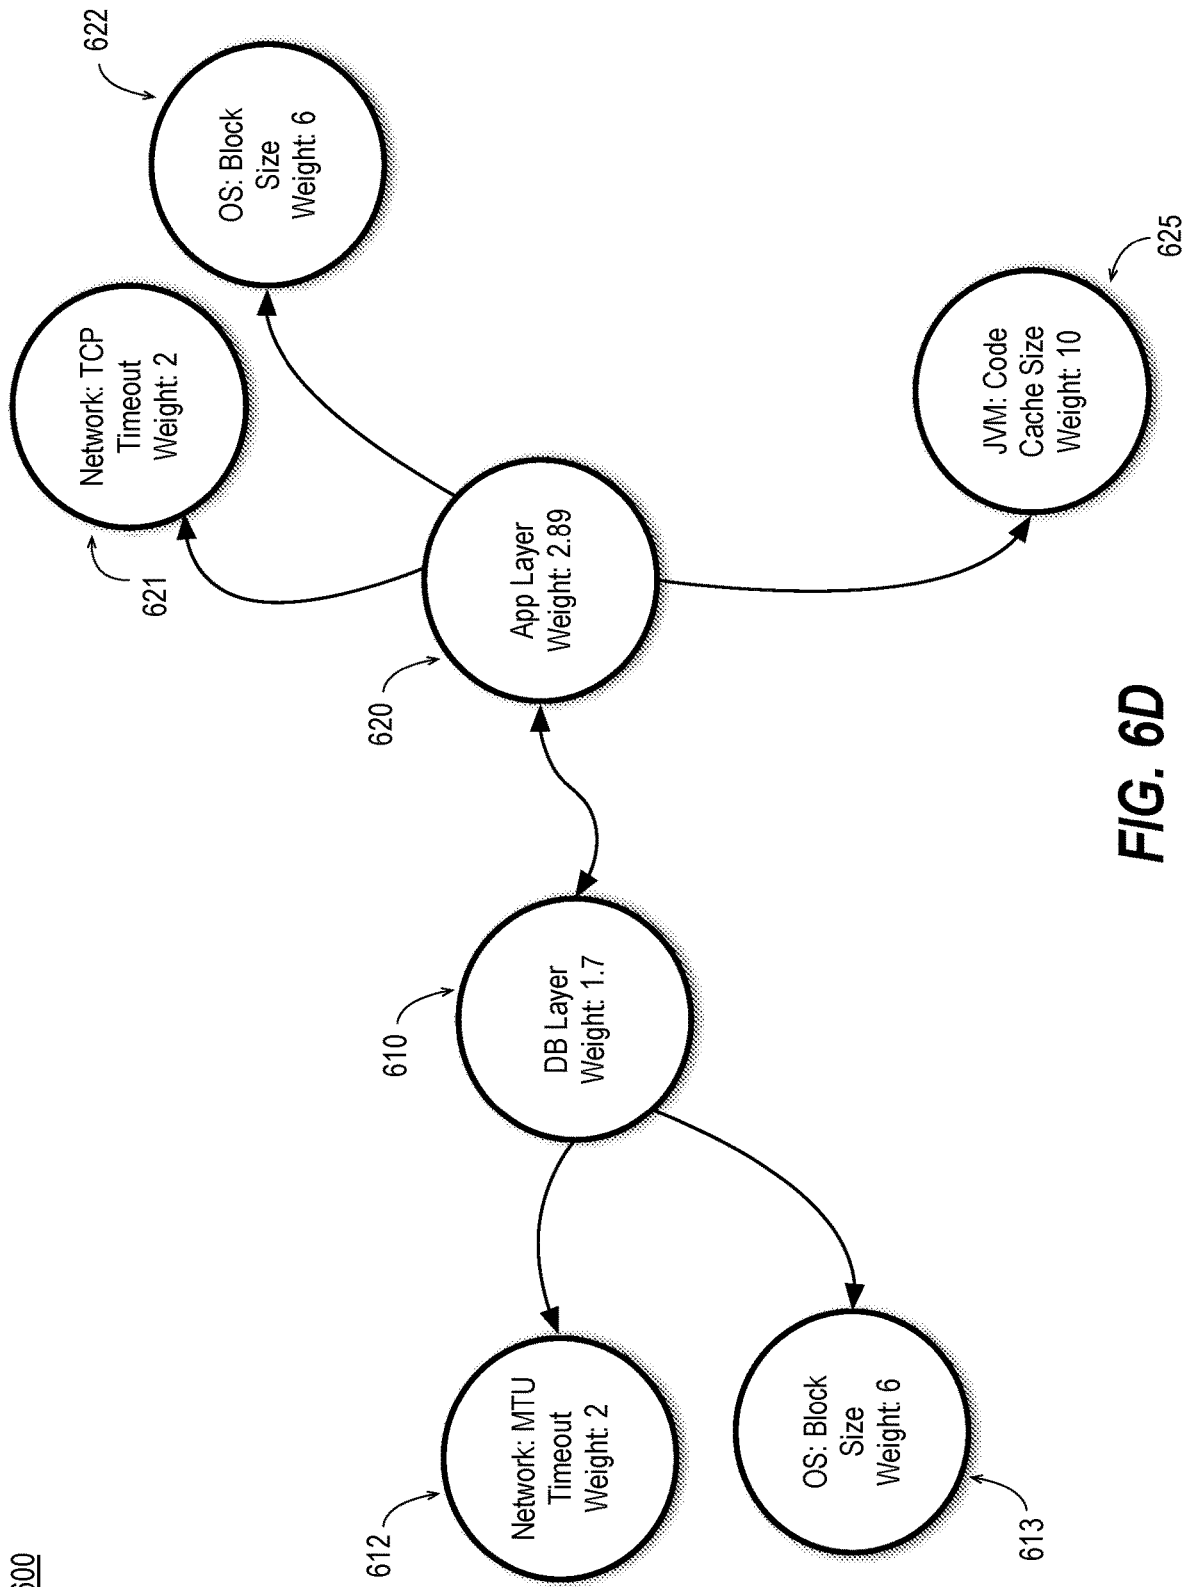 600
622
Network: TCP
Timeout
Weight: 2
621
OS: Block
Size
Weight: 6
612
610
620
Network: MTU
Timeout
Weight: 2
DB Layer
Weight: 1.7
App Layer
Weight: 2.89
OS: Block
Size
Weight: 6
613
JVM: Code
Cache Size
Weight: 10
625
FIG. 6D